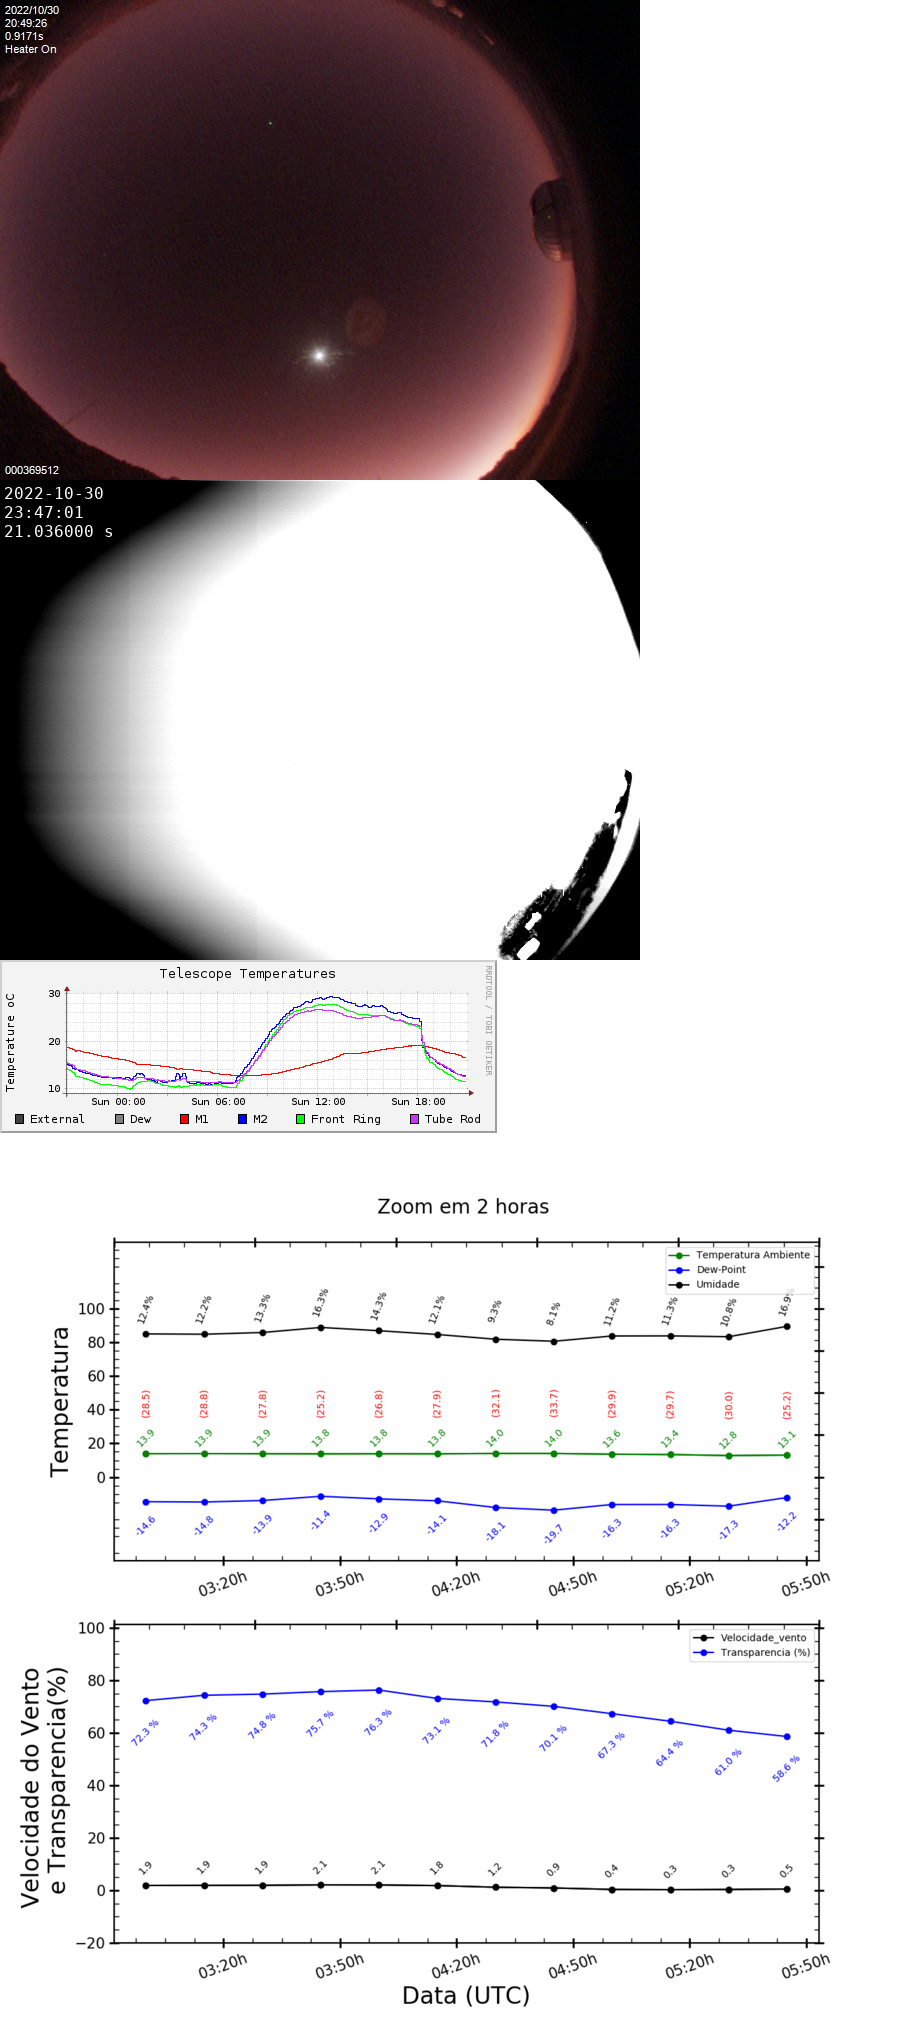 2022/10/30
20:49:26
0.9171s
Heater On
000369512
2022-10-30
23:47:01
21.036000 s
Telescope Temperatures
RRDTOOL / TOBI OETIKER
Temperature oC
30
20
10
Sun 00:00 Sun 06:00 Sun 12:00 Sun 18:00
External Dew M1 M2 Front Ring Tube Rod
Zoom em 2 horas
Temperatura Ambiente
Dew-Point
Umidade
Temperatura
100
80
60
40
20
0
12.4% 12.2% 13.3% 16.3% 14.3% 12.1% 9.3% 8.1% 11.2% 11.3% 10.8% 16.9%
(28.5) (28.8) (27.8) (25.2) (26.8) (27.9) (32.1) (33.7) (29.9) (29.7) (30.0) (25.2)
13.9 13.9 13.9 13.8 13.8 13.8 14.0 14.0 13.6 13.4 12.8 13.1
-14.6 -14.8 -13.9 -11.4 -12.9 -14.1 -18.1 -19.7 -16.3 -16.3 -17.3 -12.2
03:20h 03:50h 04:20h 04:50h 05:20h 05:50h
Velocidade_vento
Transparencia (%)
Velocidade do Vento
e Transparencia(%)
100
80
60
40
20
0
−20
72.3 % 74.3 % 74.8 % 75.7 % 76.3 % 73.1 % 71.8 % 70.1 % 67.3 % 64.4 % 61.0 % 58.6 %
1.9 1.9 1.9 2.1 2.1 1.8 1.2 0.9 0.4 0.3 0.3 0.5
03:20h 03:50h 04:20h 04:50h 05:20h 05:50h
Data (UTC)